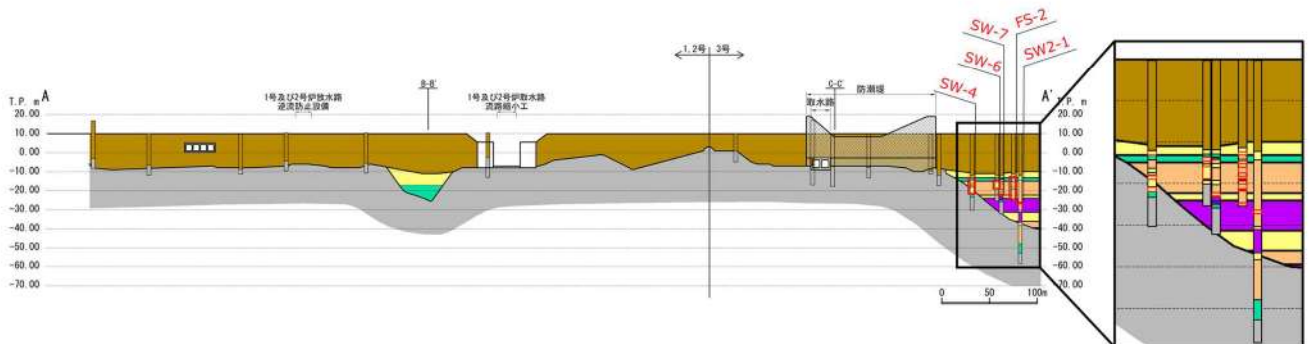 SW-7
FS-2
SW-6
SW2-1
SW-4
1,2号 3号
B-B'
C-C'
防潮堤
取水路
1号及び2号炉放水路
逆流防止設備
1号及び2号炉取水路
流路縮小工
T.P. m A
20.00
10.00
0.00
-10.00
-20.00
-30.00
-40.00
-50.00
-60.00
-70.00
A' T.P. m
20.00
10.00
0.00
-10.00
-20.00
-30.00
-40.00
-50.00
-60.00
-70.00
0 50 100m